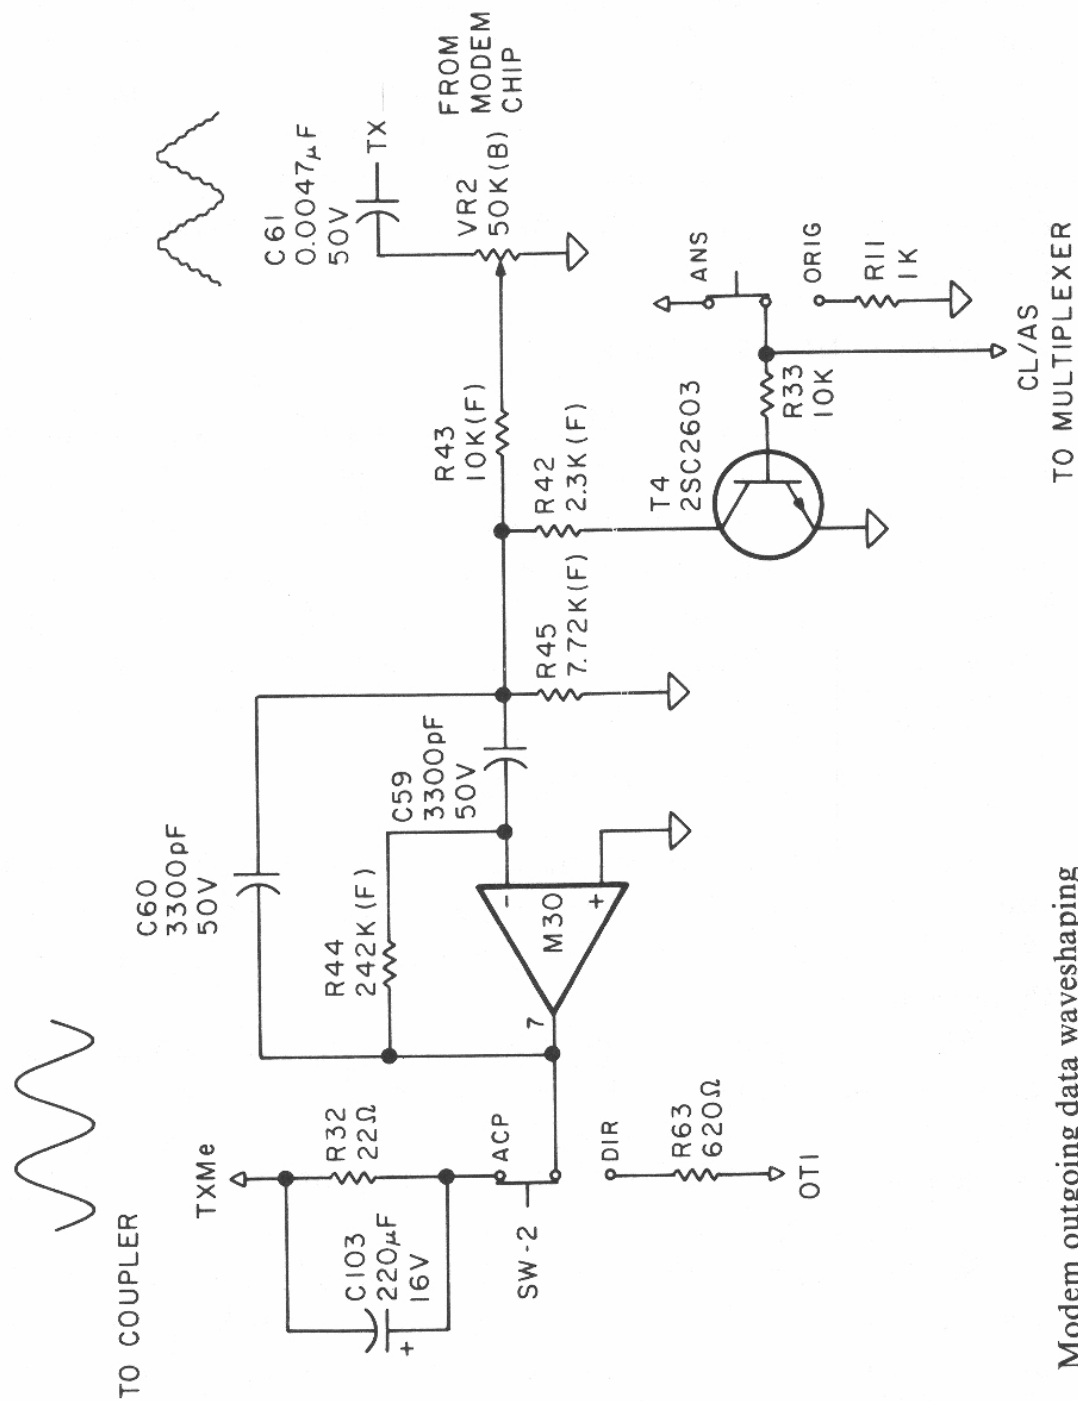 TO COUPLER
TXMe
C103
220µF
16V
+
R32
22Ω
SW-2
ACP
DIR
R63
620Ω
OT1
C60
3300pF
50V
R44
242K (F)
C59
3300pF
50V
7
M30
-
+
R45
7.72K(F)
R42
2.3K(F)
R43
10K(F)
T4
2SC2603
R33
10K
C61
0.0047µF
50V
TX
VR2
50K(B)
FROM
MODEM
CHIP
ANS
ORIG
R11
1K
CL/AS
TO MULTIPLEXER
Modem outgoing data waveshaping